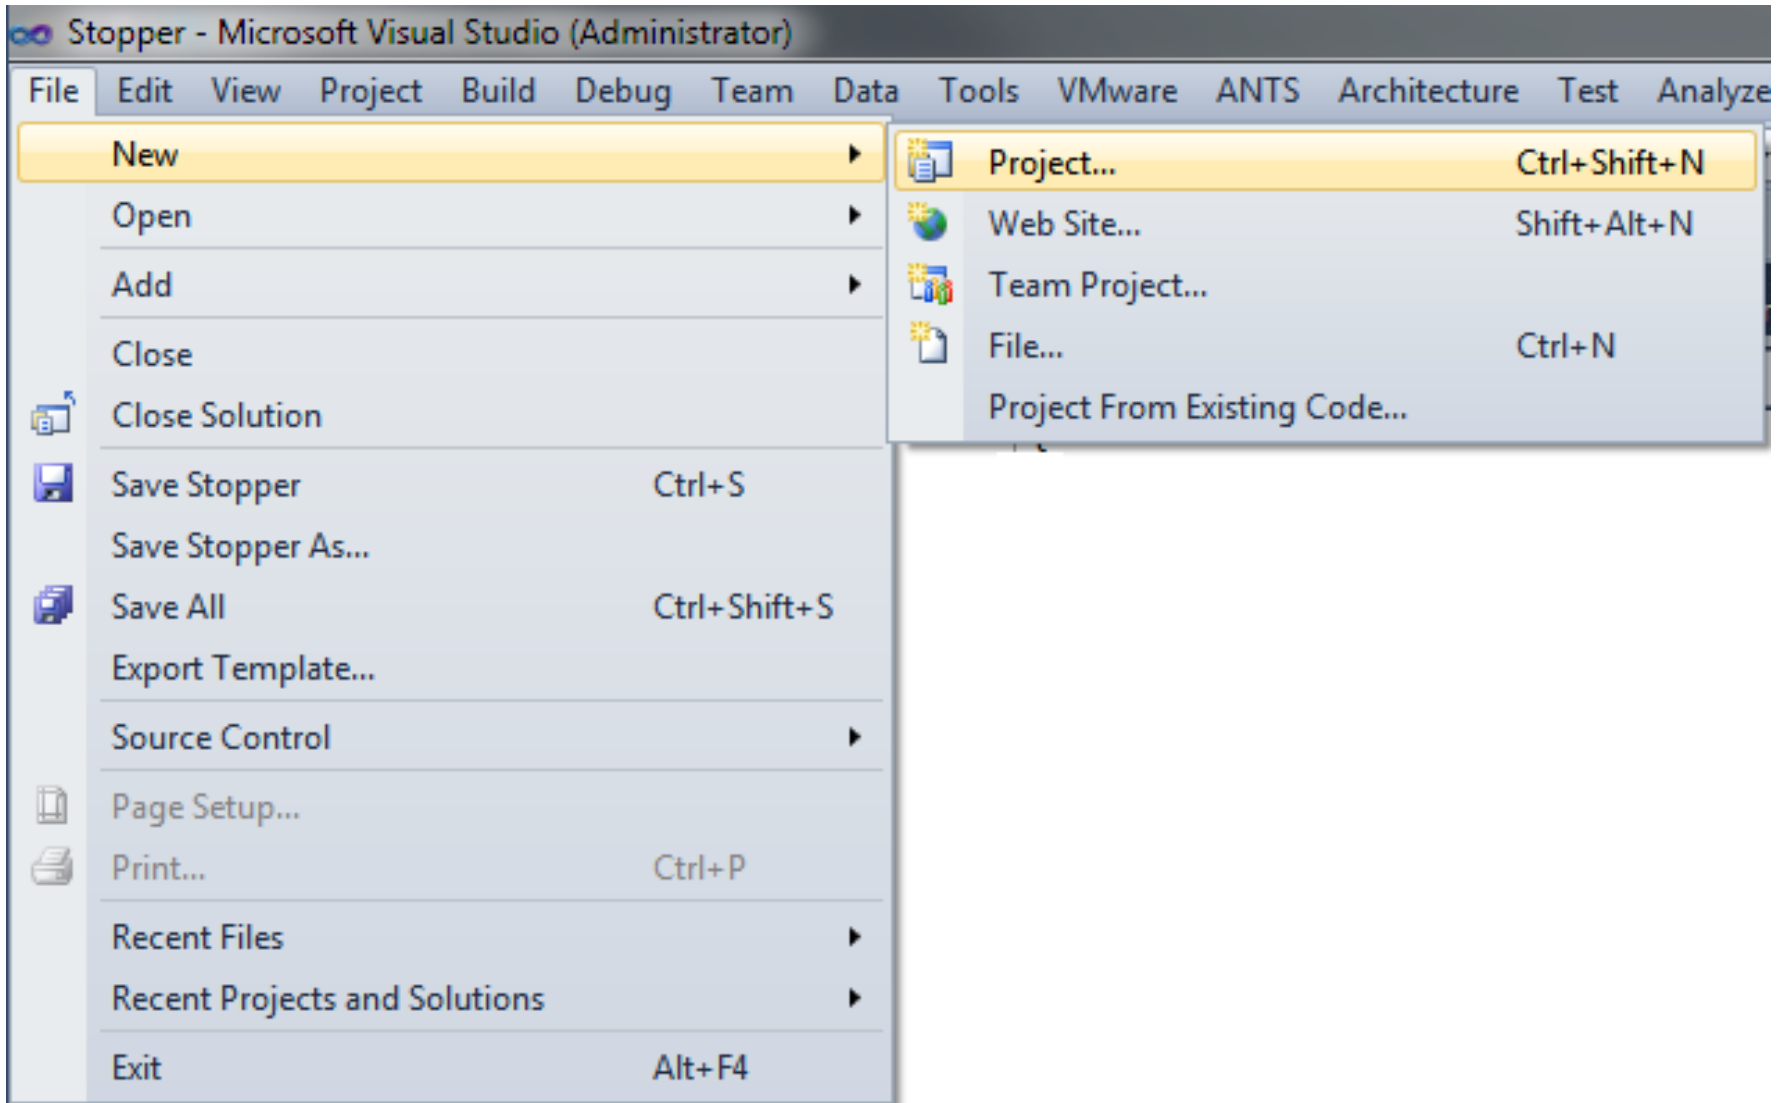 Stopper - Microsoft Visual Studio (Administrator)
File Edit View Project Build Debug Team Data Tools VMware ANTS Architecture Test Analyze
New
Open
Add
Close
Close Solution
Save Stopper Ctrl+S
Save Stopper As...
Save All Ctrl+Shift+S
Export Template...
Source Control
Page Setup...
Print... Ctrl+P
Recent Files
Recent Projects and Solutions
Exit Alt+F4
Project... Ctrl+Shift+N
Web Site... Shift+Alt+N
Team Project...
File... Ctrl+N
Project From Existing Code...